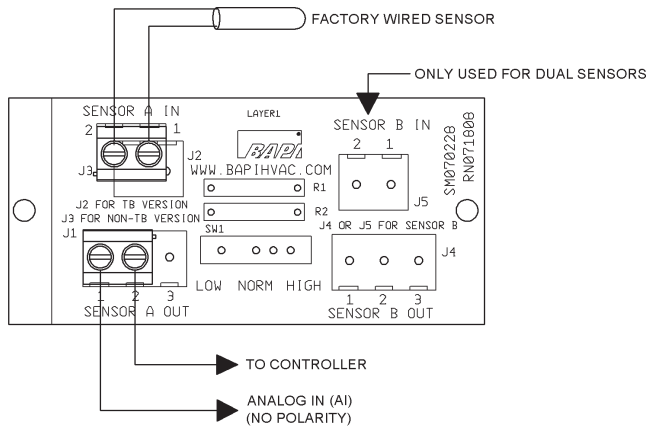 FACTORY WIRED SENSOR
ONLY USED FOR DUAL SENSORS
SENSOR A IN
LAYER1
SENSOR B IN
2 1
2 1
BAPI
J2
J3
WWW.BAPIHVAC.COM
SM070228
RN071808
R1
J5
J2 FOR TB VERSION
J3 FOR NON-TB VERSION
R2
J4 OR J5 FOR SENSOR B
J1
SW1
J4
LOW NORM HIGH
1 2 3
SENSOR A OUT
1 2 3
SENSOR B OUT
TO CONTROLLER
ANALOG IN (AI)
(NO POLARITY)